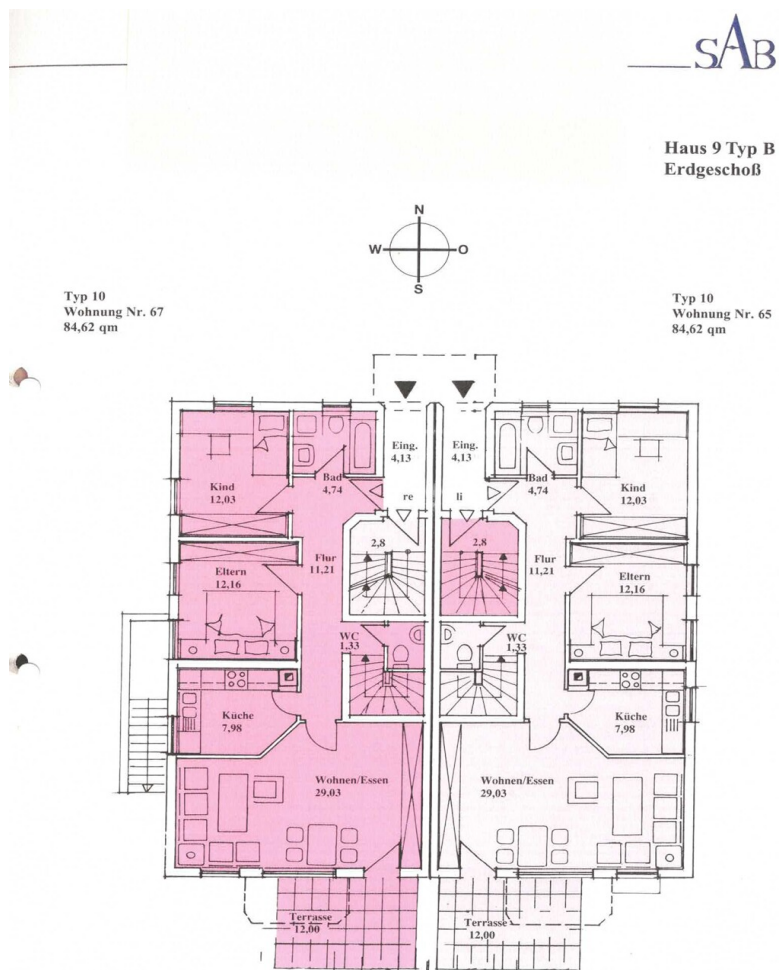 SAB
Haus 9 Typ B
Erdgeschoß
N
W O
S
Typ 10
Wohnung Nr. 67
84,62 qm
Typ 10
Wohnung Nr. 65
84,62 qm
Kind
12,03
Bad
4,74
Eing.
4,13
re
2,8
Eltern
12,16
Flur
11,21
WC
1,33
Küche
7,98
Wohnen/Essen
29,03
Terrasse
12,00
Eing.
4,13
li
2,8
Bad
4,74
Kind
12,03
Flur
11,21
Eltern
12,16
WC
1,33
Küche
7,98
Wohnen/Essen
29,03
Terrasse
12,00